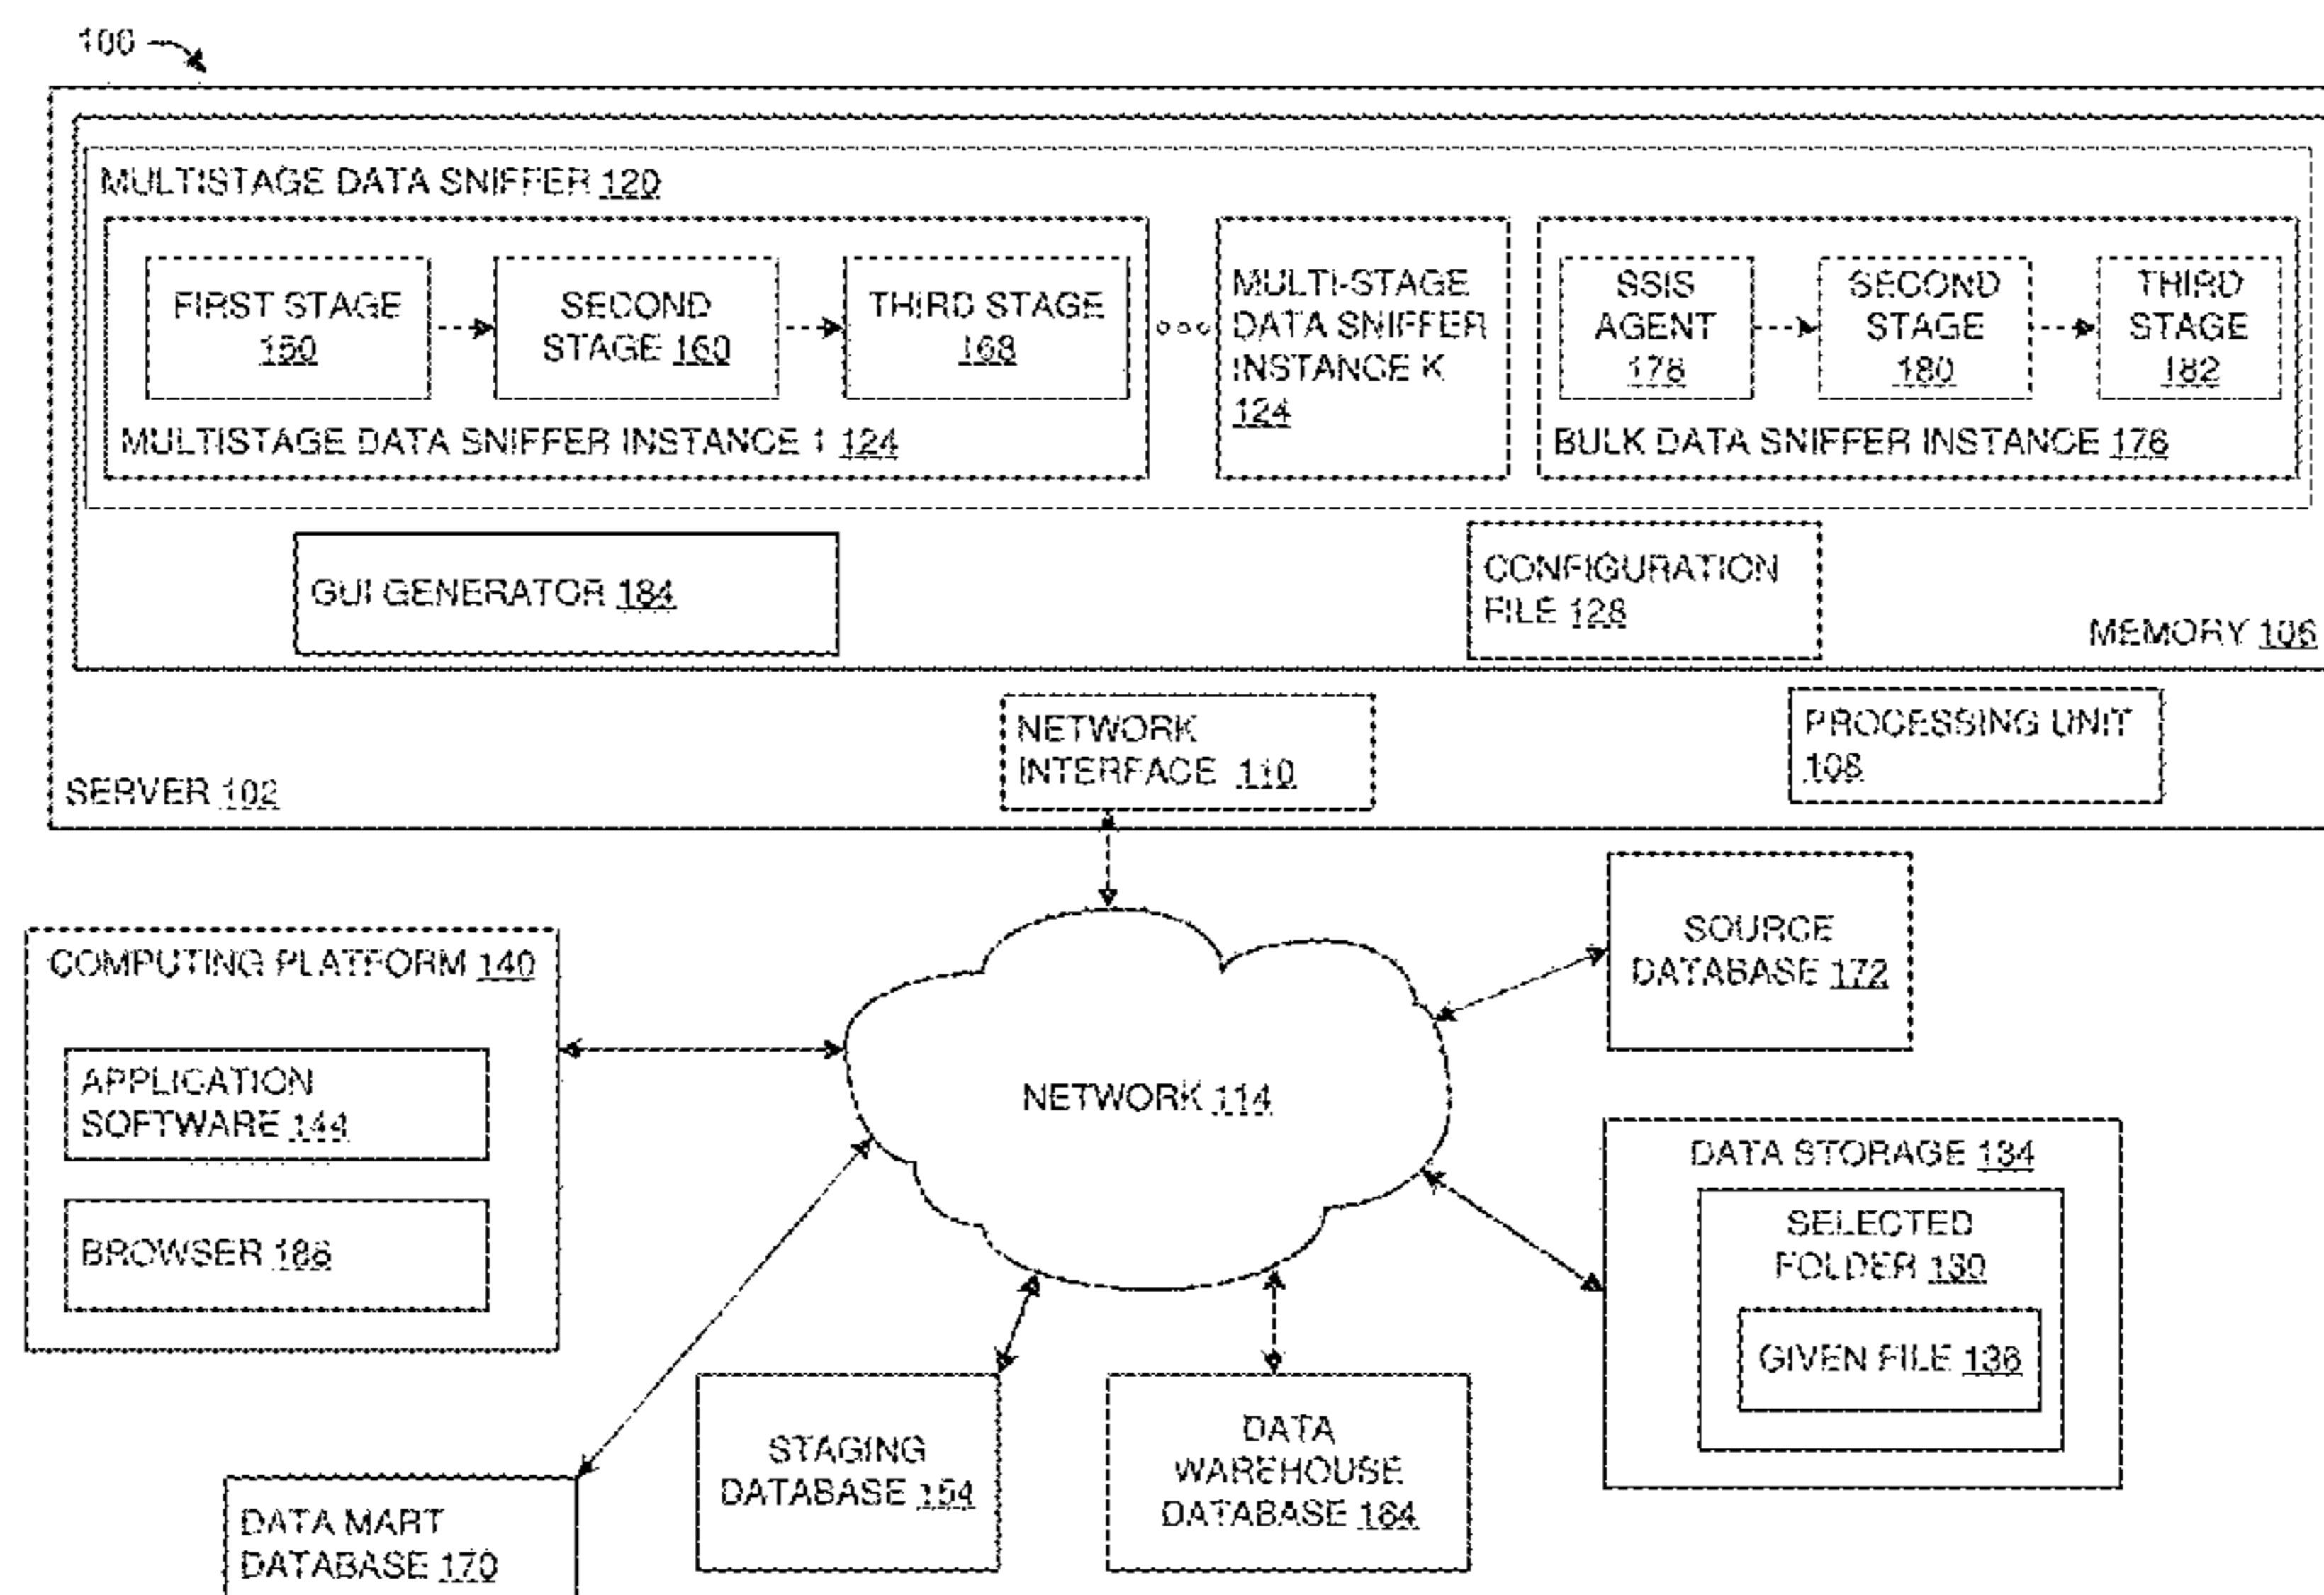 100
MULTISTAGE DATA SNIFFER 120
FIRST STAGE
150
SECOND
STAGE 160
THIRD STAGE
168
MULTISTAGE DATA SNIFFER INSTANCE 1 124
MULTI-STAGE
DATA SNIFFER
INSTANCE K
124
SSIS
AGENT
178
SECOND
STAGE
180
THIRD
STAGE
182
BULK DATA SNIFFER INSTANCE 176
GUI GENERATOR 184
CONFIGURATION
FILE 128
MEMORY 106
NETWORK
INTERFACE 110
PROCESSING UNIT
108
SERVER 102
COMPUTING PLATFORM 140
APPLICATION
SOFTWARE 144
BROWSER 186
NETWORK 114
SOURCE
DATABASE 172
DATA STORAGE 134
SELECTED
FOLDER 130
GIVEN FILE 136
STAGING
DATABASE 154
DATA
WAREHOUSE
DATABASE 164
DATA MART
DATABASE 170